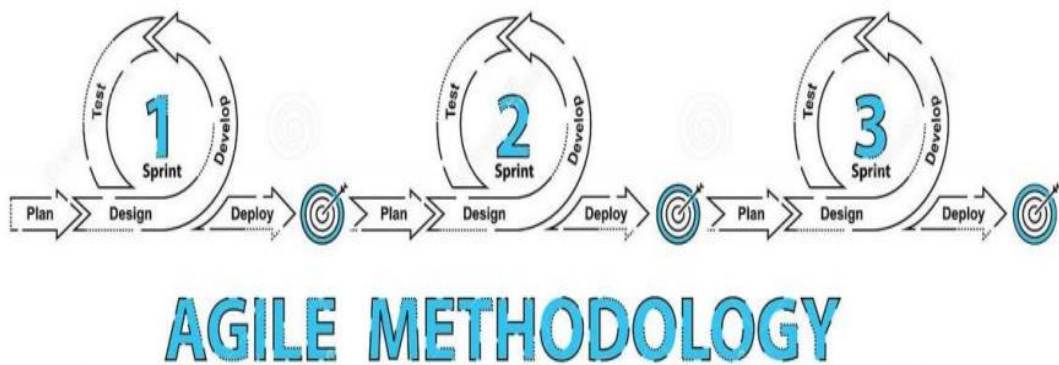 Test
1
Sprint
Develop
Plan
Design
Deploy
Test
2
Sprint
Develop
Plan
Design
Deploy
Test
3
Sprint
Develop
Plan
Design
Deploy
AGILE METHODOLOGY